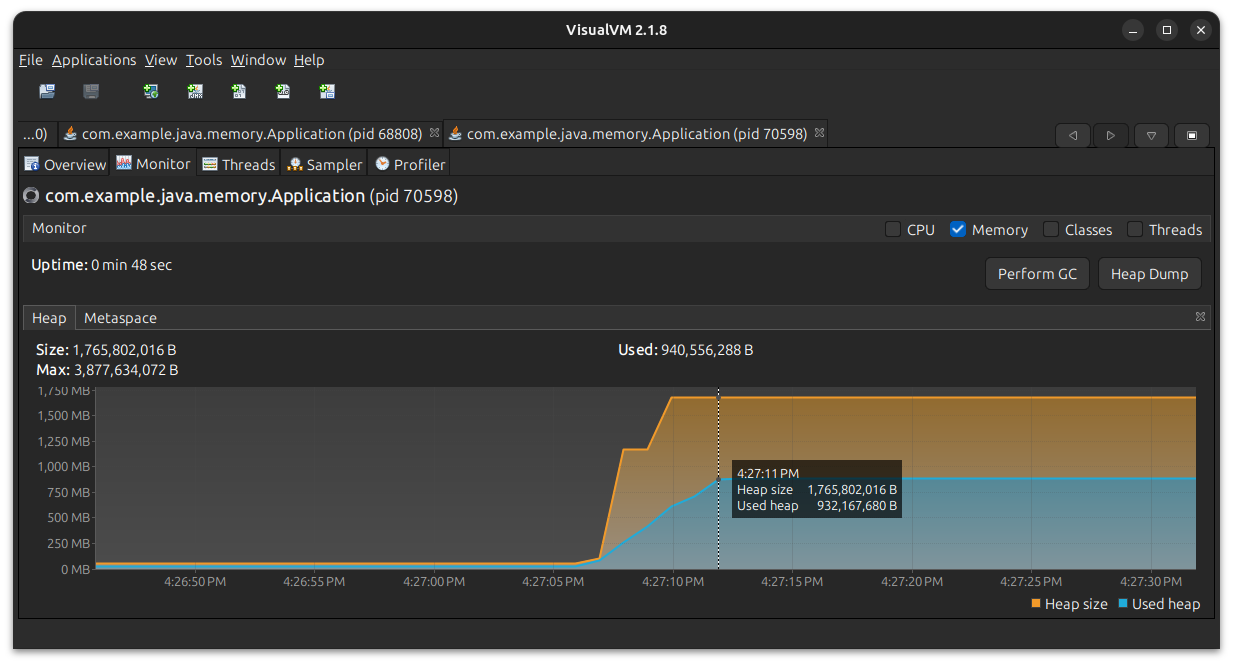 VisualVM 2.1.8
File Applications View Tools Window Help
...0) com.example.java.memory.Application (pid 68808) com.example.java.memory.Application (pid 70598)
Overview Monitor Threads Sampler Profiler
com.example.java.memory.Application (pid 70598)
Monitor CPU Memory Classes Threads
Uptime: 0 min 48 sec
Perform GC Heap Dump
Heap Metaspace
Size: 1,765,802,016 B Used: 940,556,288 B
Max: 3,877,634,072 B
1,750 MB
1,500 MB
1,250 MB
1,000 MB
750 MB
500 MB
250 MB
0 MB
4:27:11 PM
Heap size 1,765,802,016 B
Used heap 932,167,680 B
4:26:50 PM 4:26:55 PM 4:27:00 PM 4:27:05 PM 4:27:10 PM 4:27:15 PM 4:27:20 PM 4:27:25 PM 4:27:30 PM
Heap size Used heap